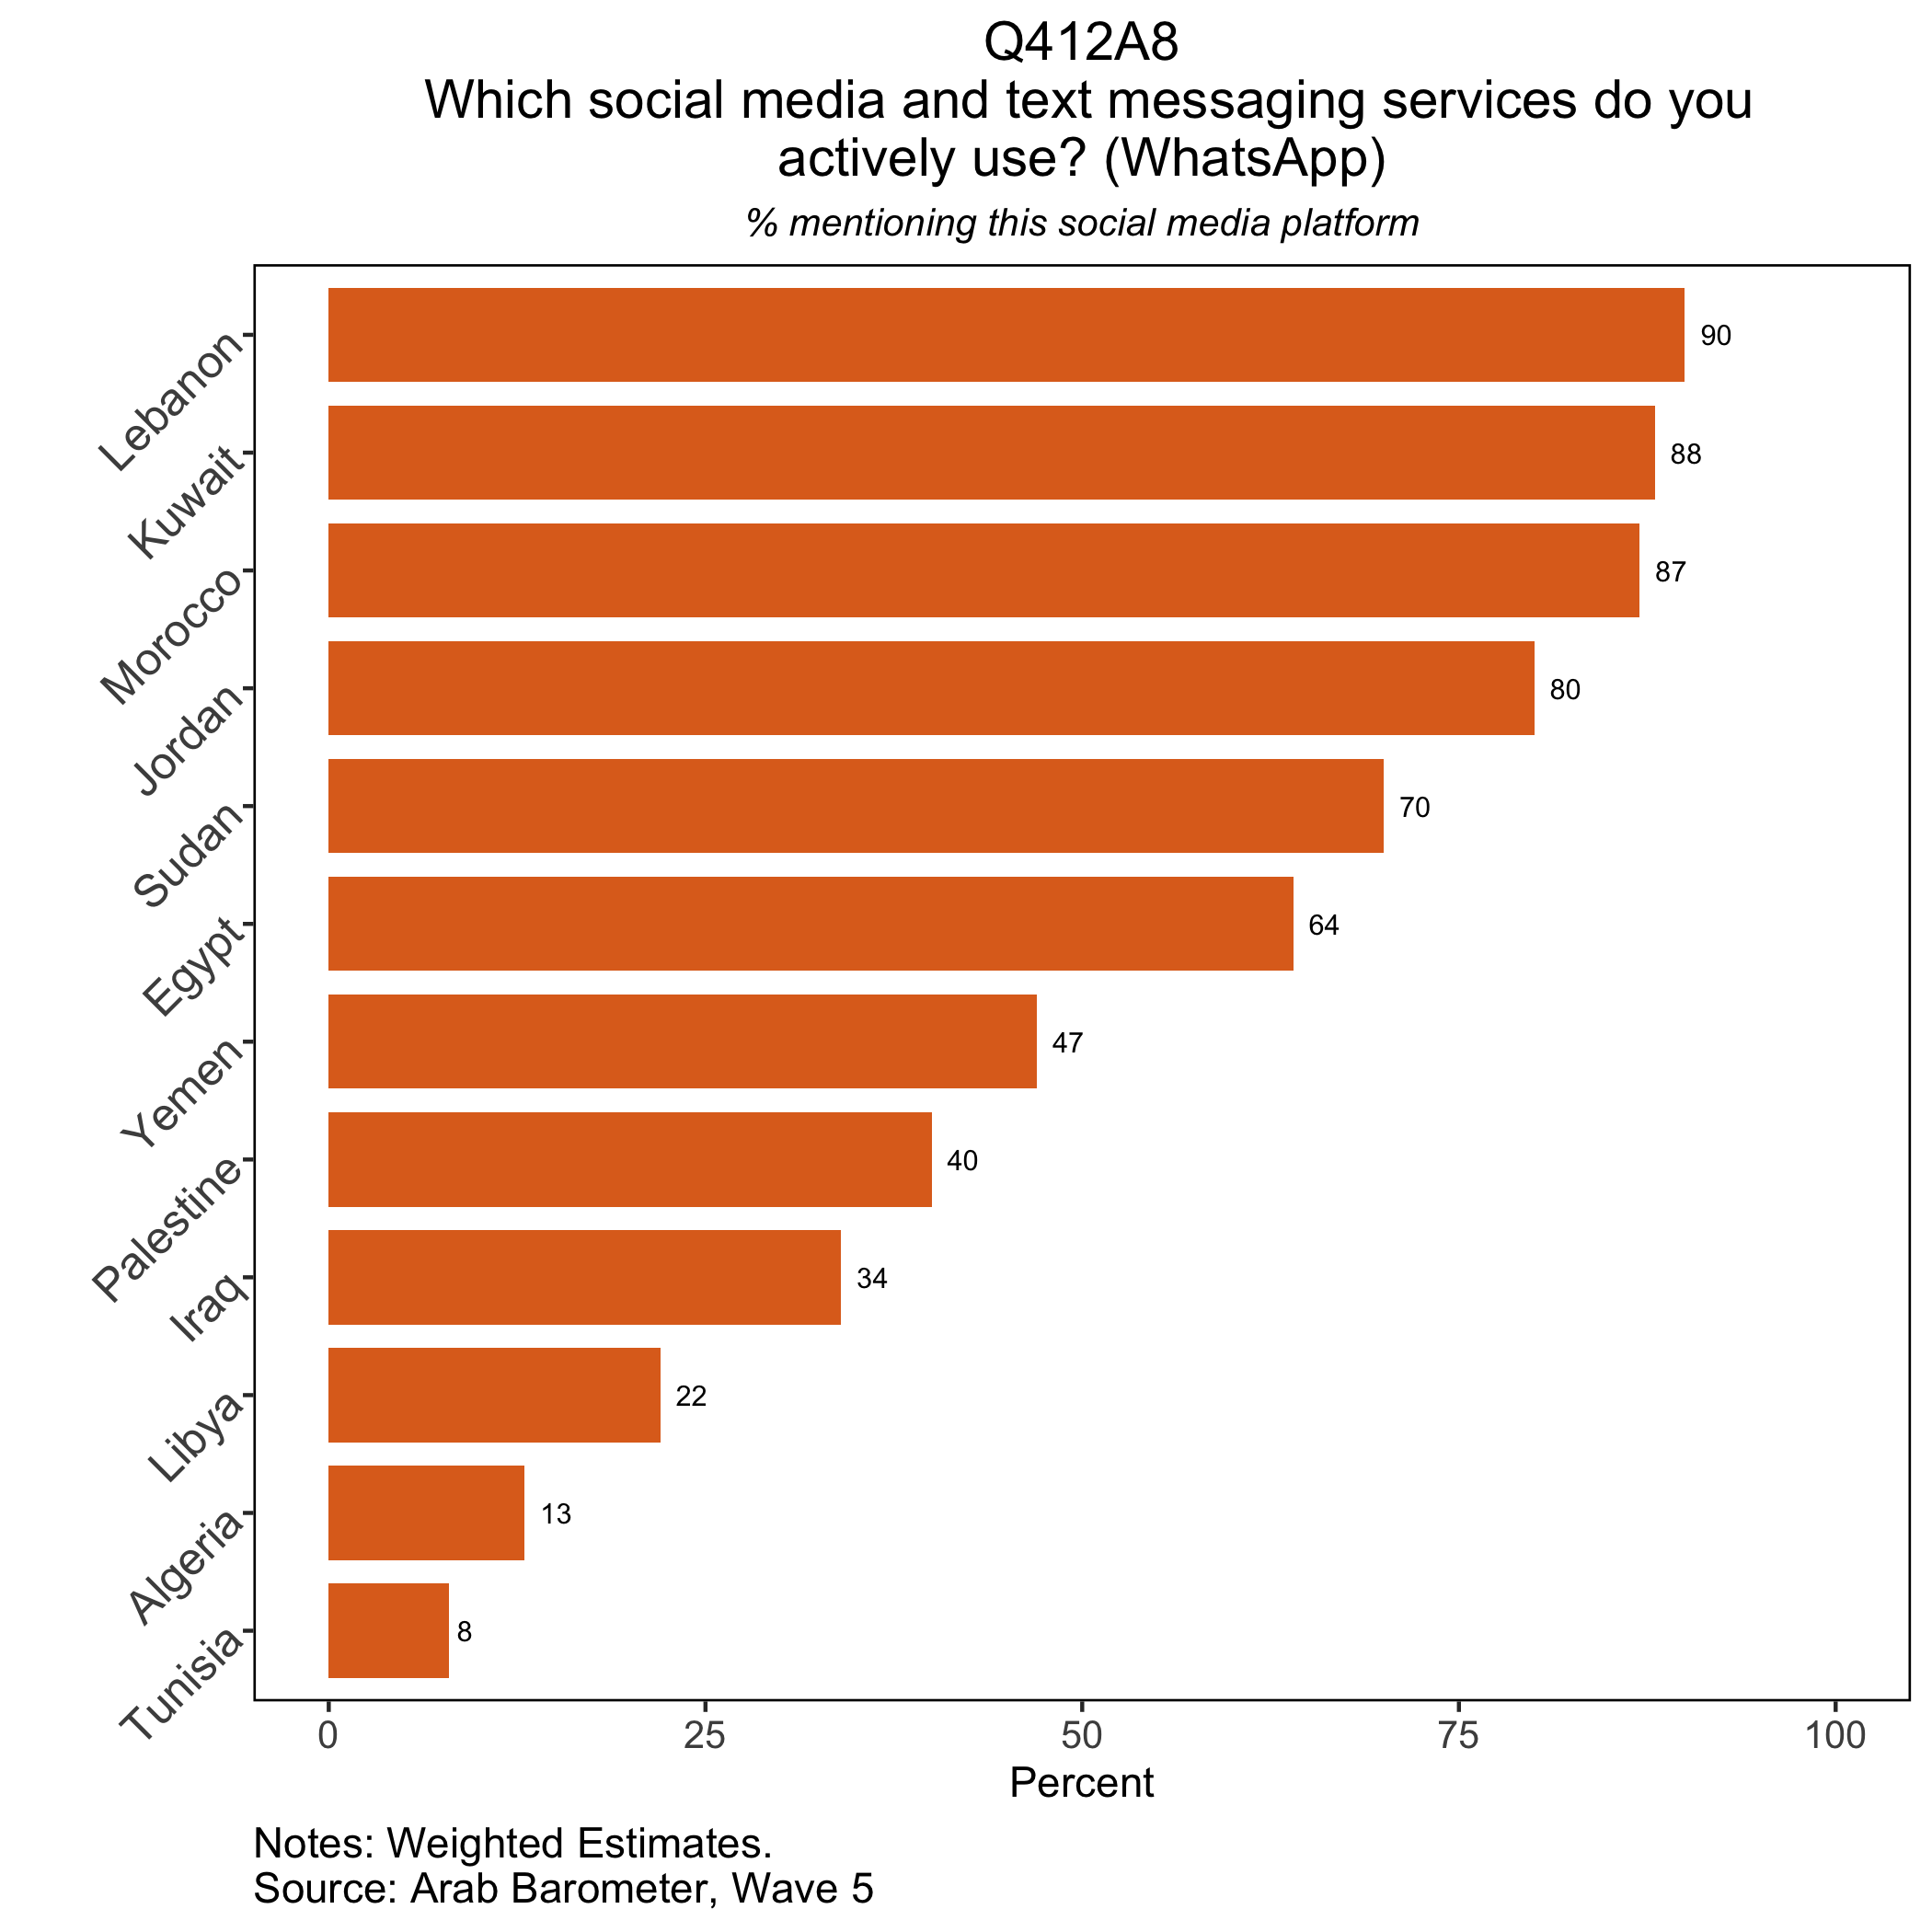 Q412A8
Which social media and text messaging services do you
actively use? (WhatsApp)
% mentioning this social media platform
Lebanon 90
Kuwait 88
Morocco 87
Jordan 80
Sudan 70
Egypt 64
Yemen 47
Palestine 40
Iraq 34
Libya 22
Algeria 13
Tunisia 8
0 25 50 75 100
Percent
Notes: Weighted Estimates.
Source: Arab Barometer, Wave 5